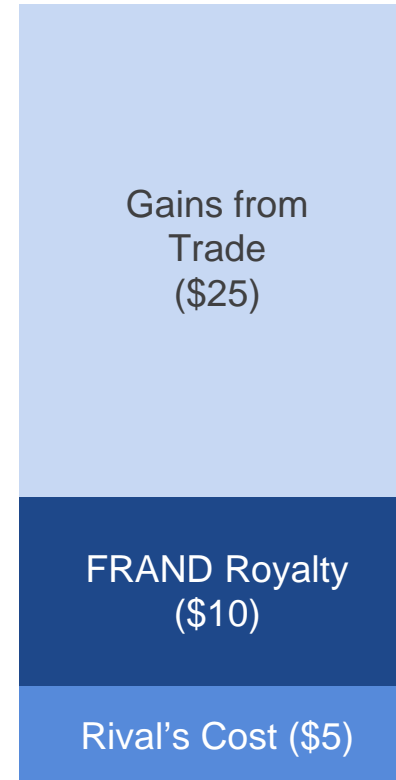 Gains from
Trade
($25)
FRAND Royalty
($10)
Rival's Cost ($5)